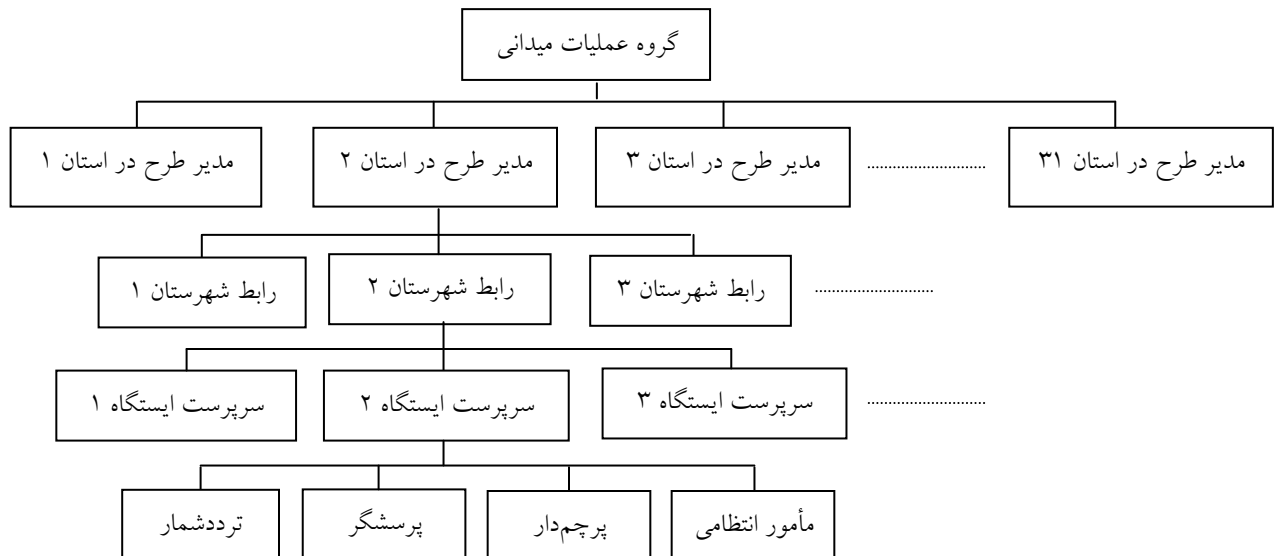 گروه عملیات میدانی
مدیر طرح در استان ۱
مدیر طرح در استان ۲
مدیر طرح در استان ۳
...........................
مدیر طرح در استان ۳۱
رابط شهرستان ۱
رابط شهرستان ۲
رابط شهرستان ۳
...........................
سرپرست ایستگاه ۱
سرپرست ایستگاه ۲
سرپرست ایستگاه ۳
...........................
ترددشمار
پرسشگر
پرچم‌دار
مأمور انتظامی